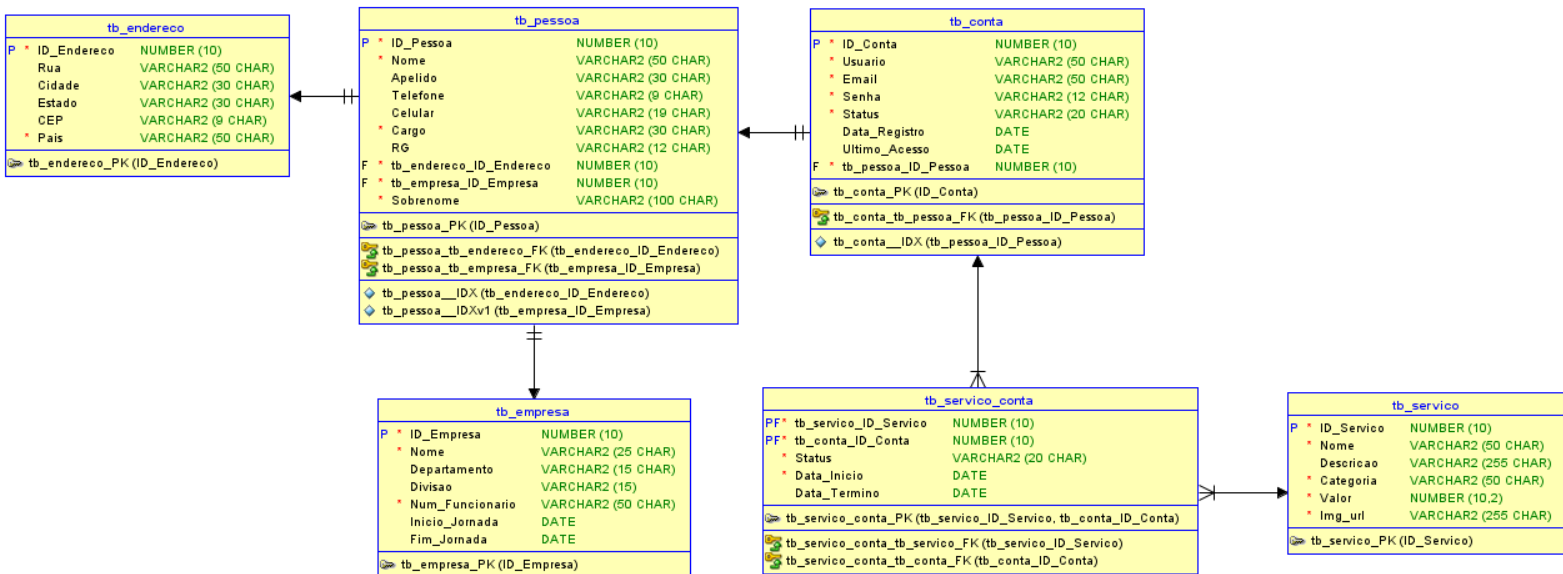 tb_endereco
P * ID_Endereco NUMBER (10)
Rua VARCHAR2 (50 CHAR)
Cidade VARCHAR2 (30 CHAR)
Estado VARCHAR2 (30 CHAR)
CEP VARCHAR2 (9 CHAR)
* Pais VARCHAR2 (50 CHAR)
tb_endereco_PK (ID_Endereco)
tb_pessoa
P * ID_Pessoa NUMBER (10)
* Nome VARCHAR2 (50 CHAR)
Apelido VARCHAR2 (30 CHAR)
Telefone VARCHAR2 (9 CHAR)
Celular VARCHAR2 (19 CHAR)
* Cargo VARCHAR2 (30 CHAR)
RG VARCHAR2 (12 CHAR)
F * tb_endereco_ID_Endereco NUMBER (10)
F * tb_empresa_ID_Empresa NUMBER (10)
* Sobrenome VARCHAR2 (100 CHAR)
tb_pessoa_PK (ID_Pessoa)
tb_pessoa_tb_endereco_FK (tb_endereco_ID_Endereco)
tb_pessoa_tb_empresa_FK (tb_empresa_ID_Empresa)
tb_pessoa__IDX (tb_endereco_ID_Endereco)
tb_pessoa__IDXv1 (tb_empresa_ID_Empresa)
tb_conta
P * ID_Conta NUMBER (10)
* Usuario VARCHAR2 (50 CHAR)
* Email VARCHAR2 (50 CHAR)
* Senha VARCHAR2 (12 CHAR)
* Status VARCHAR2 (20 CHAR)
Data_Registro DATE
Ultimo_Acesso DATE
F * tb_pessoa_ID_Pessoa NUMBER (10)
tb_conta_PK (ID_Conta)
tb_conta_tb_pessoa_FK (tb_pessoa_ID_Pessoa)
tb_conta__IDX (tb_pessoa_ID_Pessoa)
tb_empresa
P * ID_Empresa NUMBER (10)
* Nome VARCHAR2 (25 CHAR)
Departamento VARCHAR2 (15 CHAR)
Divisao VARCHAR2 (15)
* Num_Funcionario VARCHAR2 (50 CHAR)
Inicio_Jornada DATE
Fim_Jornada DATE
tb_empresa_PK (ID_Empresa)
tb_servico_conta
PF* tb_servico_ID_Servico NUMBER (10)
PF* tb_conta_ID_Conta NUMBER (10)
* Status VARCHAR2 (20 CHAR)
* Data_Inicio DATE
Data_Termino DATE
tb_servico_conta_PK (tb_servico_ID_Servico, tb_conta_ID_Conta)
tb_servico_conta_tb_servico_FK (tb_servico_ID_Servico)
tb_servico_conta_tb_conta_FK (tb_conta_ID_Conta)
tb_servico
P * ID_Servico NUMBER (10)
* Nome VARCHAR2 (50 CHAR)
Descricao VARCHAR2 (255 CHAR)
* Categoria VARCHAR2 (50 CHAR)
* Valor NUMBER (10,2)
* Img_url VARCHAR2 (255 CHAR)
tb_servico_PK (ID_Servico)